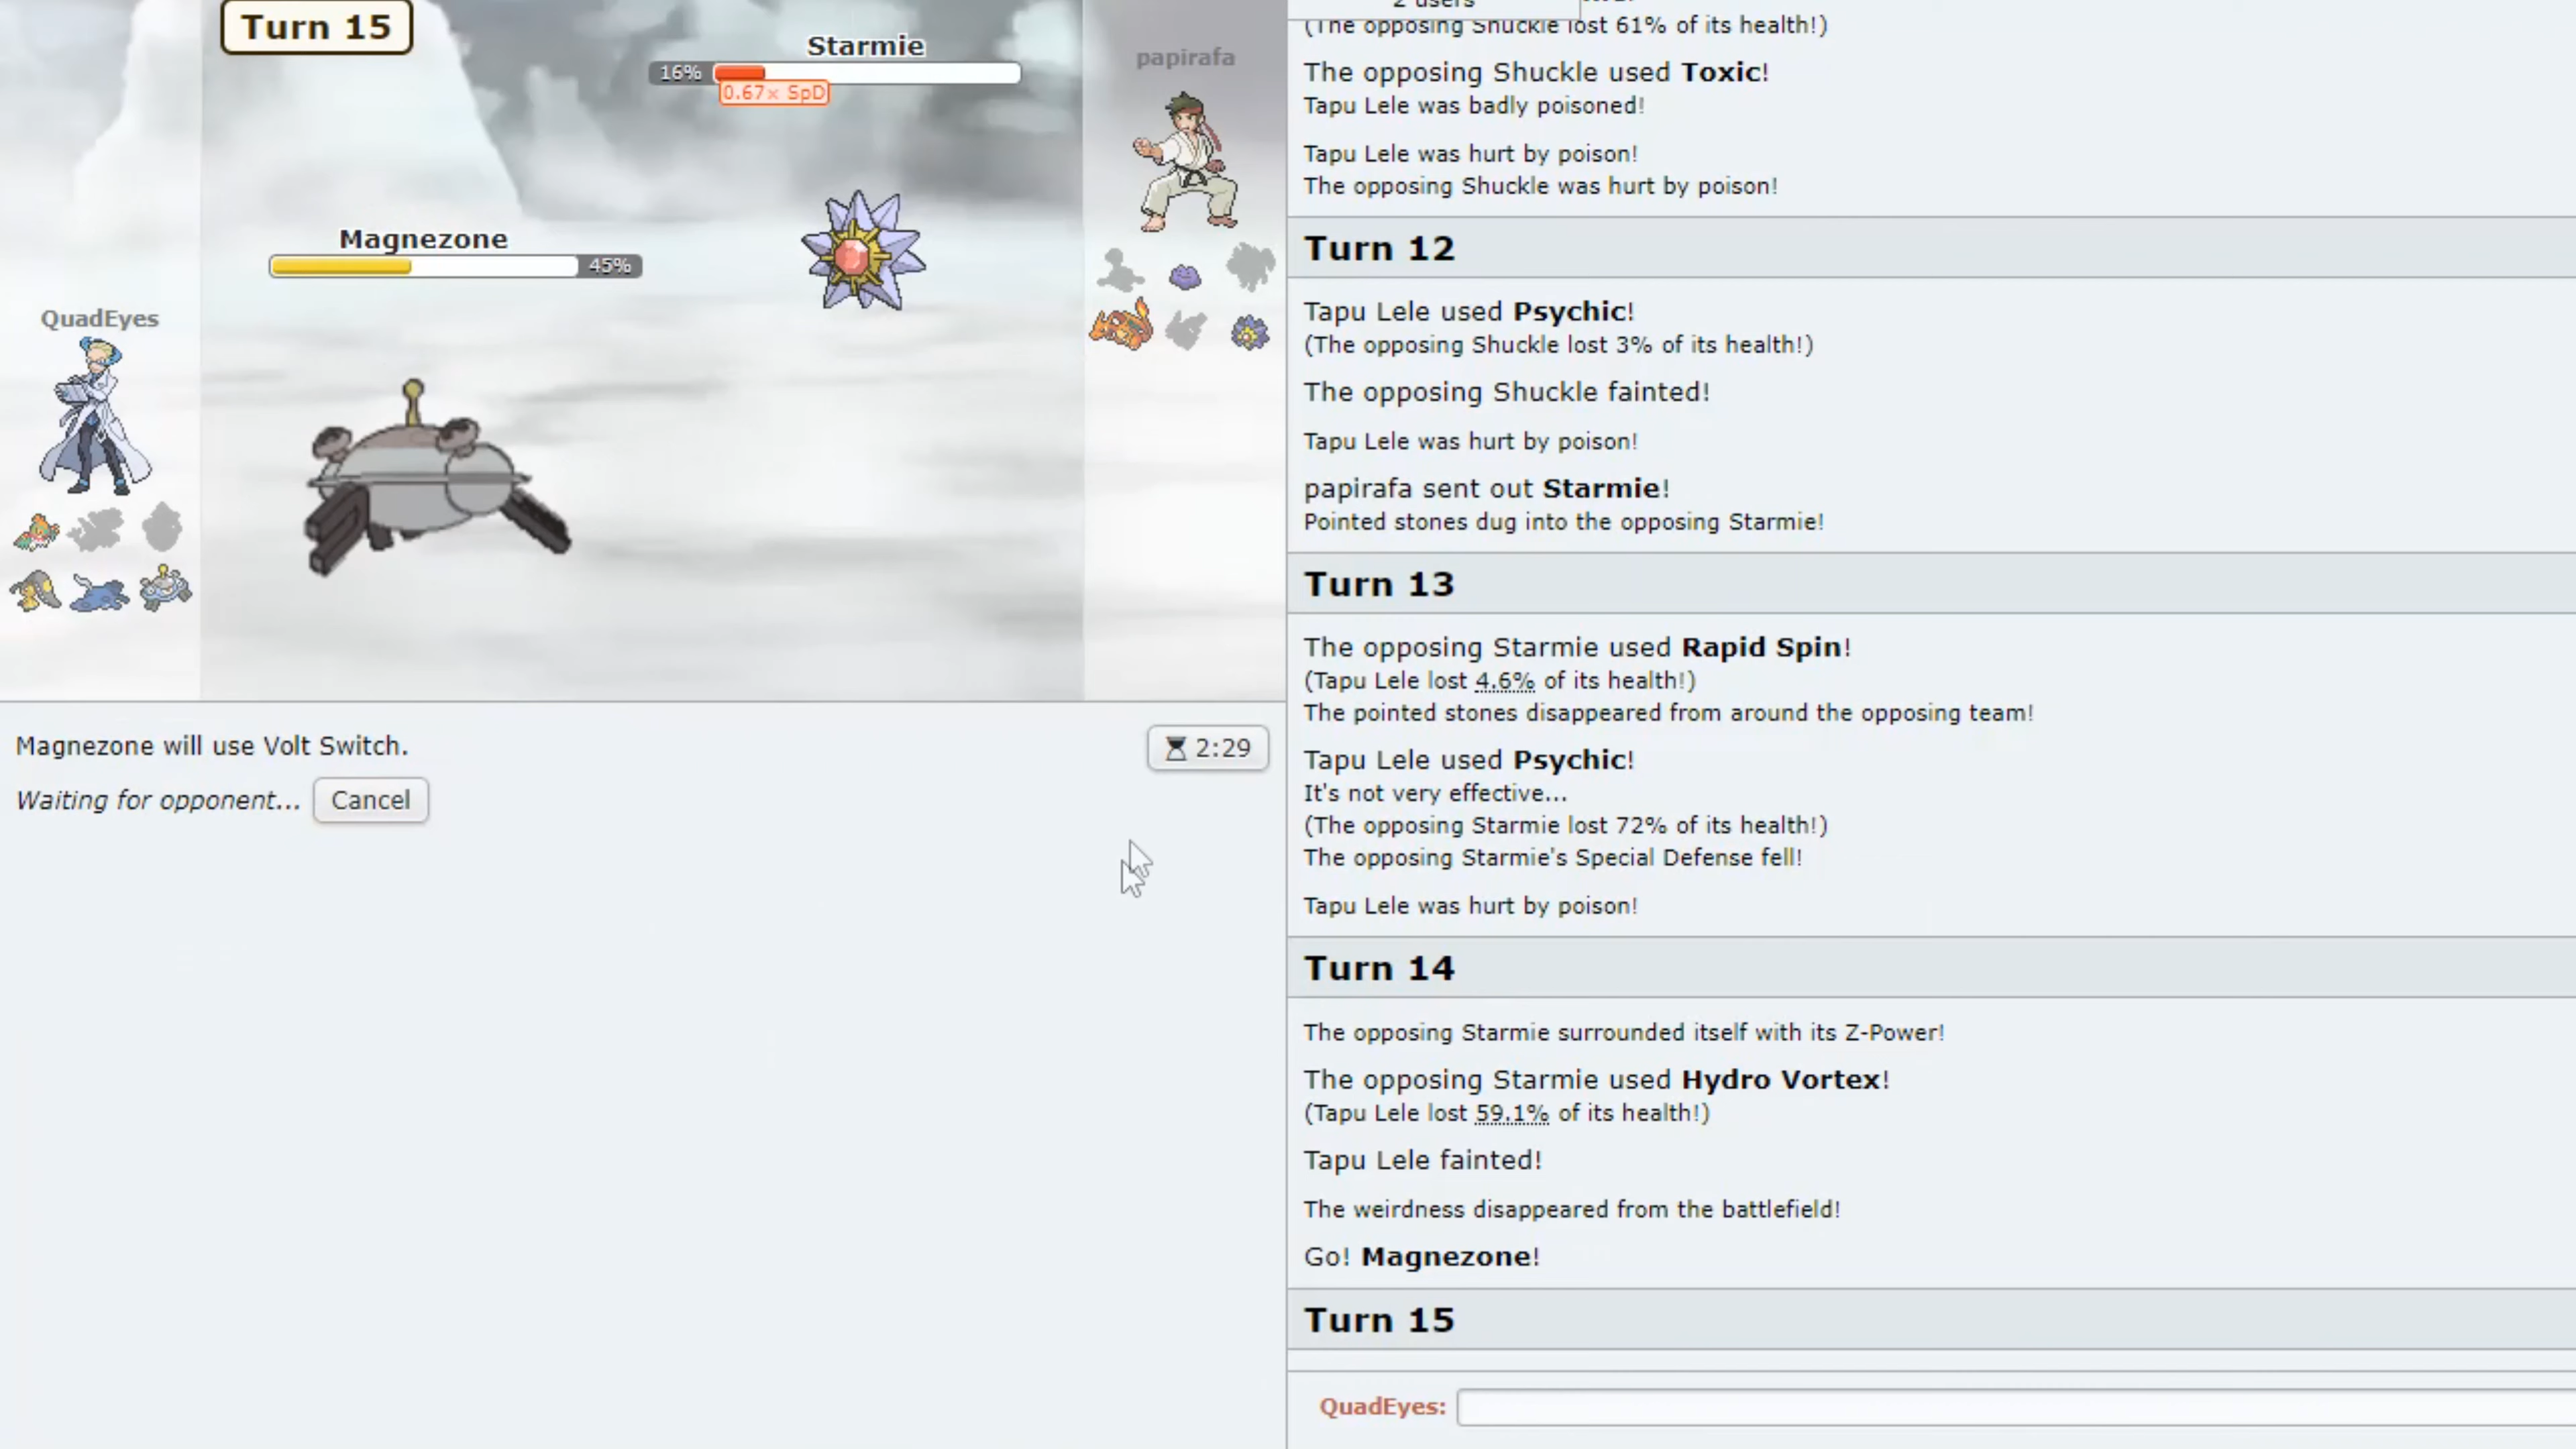 Turn 15
Starmie
16%
0.67× SpD
papirafa
Magnezone
45%
QuadEyes
Magnezone will use Volt Switch.
2:29
Waiting for opponent... Cancel
2 users
(The opposing Shuckle lost 61% of its health!)
The opposing Shuckle used Toxic!
Tapu Lele was badly poisoned!
Tapu Lele was hurt by poison!
The opposing Shuckle was hurt by poison!
Turn 12
Tapu Lele used Psychic!
(The opposing Shuckle lost 3% of its health!)
The opposing Shuckle fainted!
Tapu Lele was hurt by poison!
papirafa sent out Starmie!
Pointed stones dug into the opposing Starmie!
Turn 13
The opposing Starmie used Rapid Spin!
(Tapu Lele lost 4.6% of its health!)
The pointed stones disappeared from around the opposing team!
Tapu Lele used Psychic!
It's not very effective...
(The opposing Starmie lost 72% of its health!)
The opposing Starmie's Special Defense fell!
Tapu Lele was hurt by poison!
Turn 14
The opposing Starmie surrounded itself with its Z-Power!
The opposing Starmie used Hydro Vortex!
(Tapu Lele lost 59.1% of its health!)
Tapu Lele fainted!
The weirdness disappeared from the battlefield!
Go! Magnezone!
Turn 15
QuadEyes: